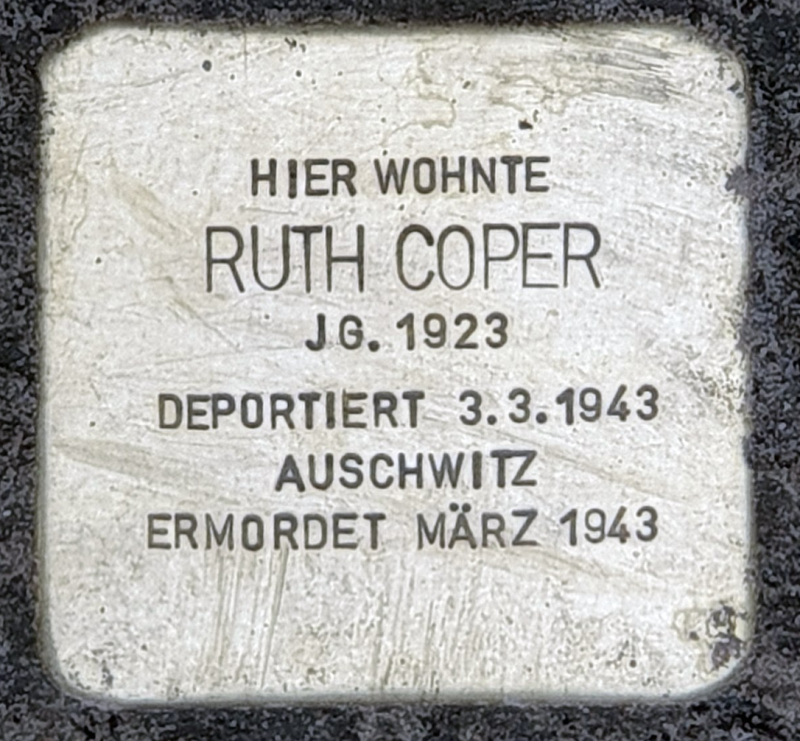 HIER WOHNTE
RUTH COPER
JG. 1923
DEPORTIERT 3.3.1943
AUSCHWITZ
ERMORDET MÄRZ 1943